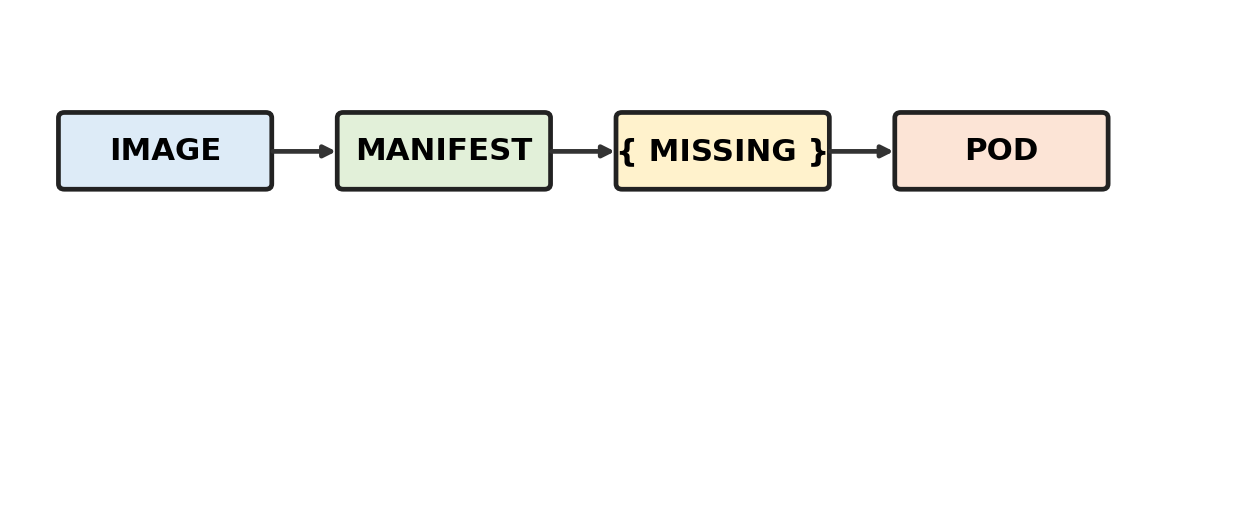 IMAGE
MANIFEST
{ MISSING }
POD